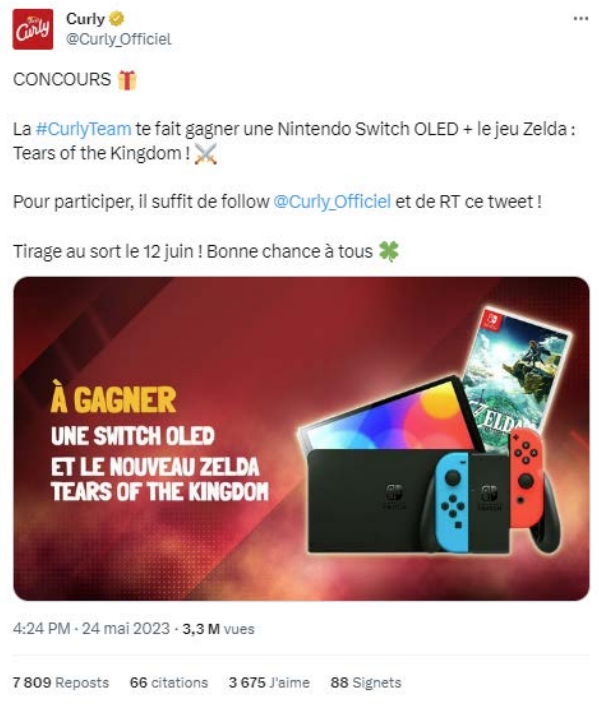 Curly
Curly
@Curly_Officiel
CONCOURS
La #CurlyTeam te fait gagner une Nintendo Switch OLED + le jeu Zelda :
Tears of the Kingdom !
Pour participer, il suffit de follow @Curly_Officiel et de RT ce tweet !
Tirage au sort le 12 juin ! Bonne chance à tous
À GAGNER
UNE SWITCH OLED
ET LE NOUVEAU ZELDA
TEARS OF THE KINGDOM
ZELDA
4:24 PM · 24 mai 2023 · 3,3 M vues
7 809 Reposts 66 citations 3 675 J'aime 88 Signets